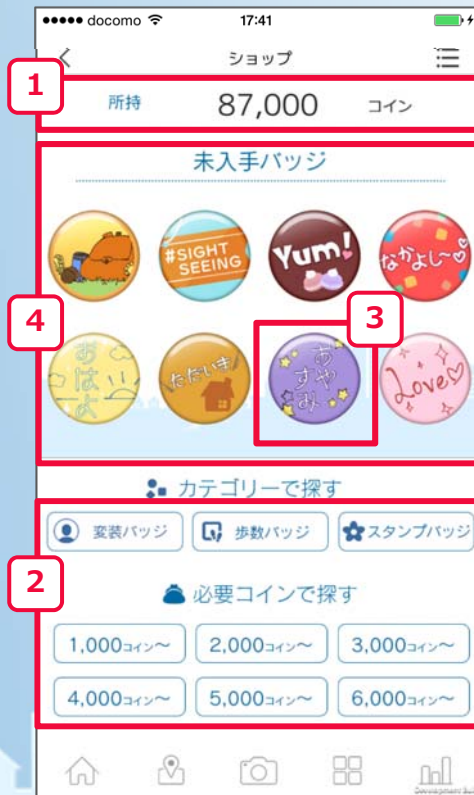 docomo 17:41
ショップ
1
所持 87,000 コイン
未入手バッジ
#SIGHT SEEING
Yum!
なかよし〜
4
3
おはよ
ただいま
おやすみ
Love
カテゴリーで探す
変装バッジ 歩数バッジ スタンプバッジ
2
必要コインで探す
1,000コイン〜 2,000コイン〜 3,000コイン〜
4,000コイン〜 5,000コイン〜 6,000コイン〜